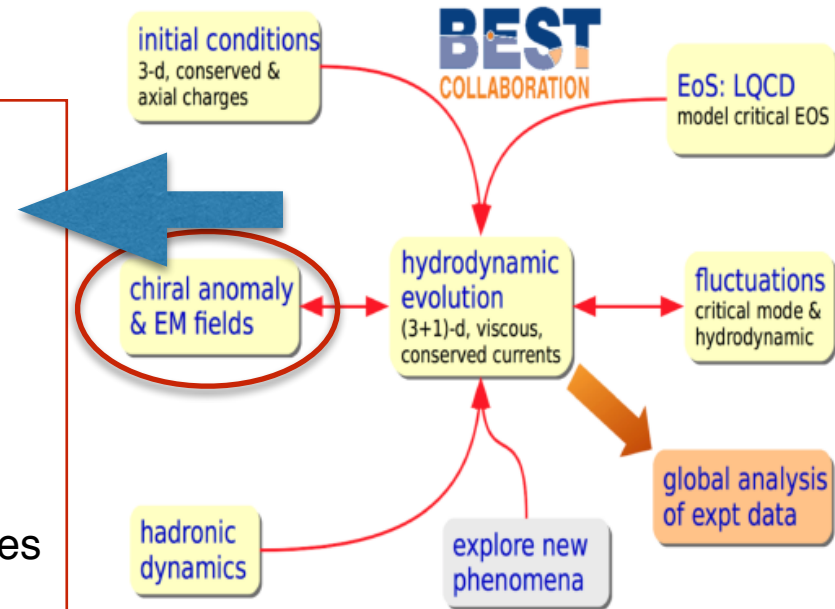 initial conditions
3-d, conserved &
axial charges
BEST
COLLABORATION
EoS: LQCD
model critical EOS
chiral anomaly
& EM fields
hydrodynamic
evolution
(3+1)-d, viscous,
conserved currents
fluctuations
critical mode &
hydrodynamic
global analysis
of expt data
hadronic
dynamics
explore new
phenomena